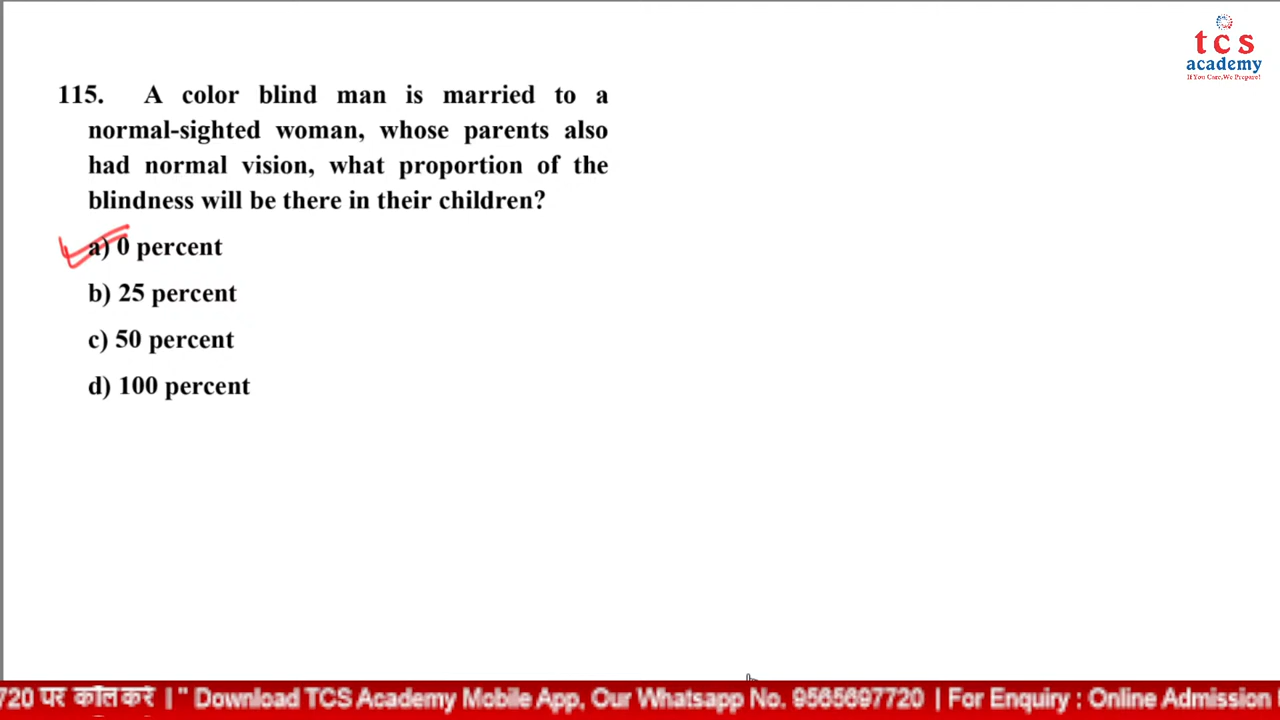 tcs
academy
If You Care,We Prepare!
115. A color blind man is married to a
normal-sighted woman, whose parents also
had normal vision, what proportion of the
blindness will be there in their children?
a) 0 percent
b) 25 percent
c) 50 percent
d) 100 percent
720 पर कॉल करें | " Download TCS Academy Mobile App, Our Whatsapp No. 9565697720 | For Enquiry : Online Admission